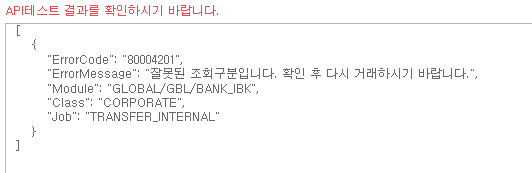 API테스트 결과를 확인하시기 바랍니다.
[
{
"ErrorCode": "80004201",
"ErrorMessage": "잘못된 조회구분입니다. 확인 후 다시 거래하시기 바랍니다.",
"Module": "GLOBAL/GBL/BANK_IBK",
"Class": "CORPORATE",
"Job": "TRANSFER_INTERNAL"
}
]